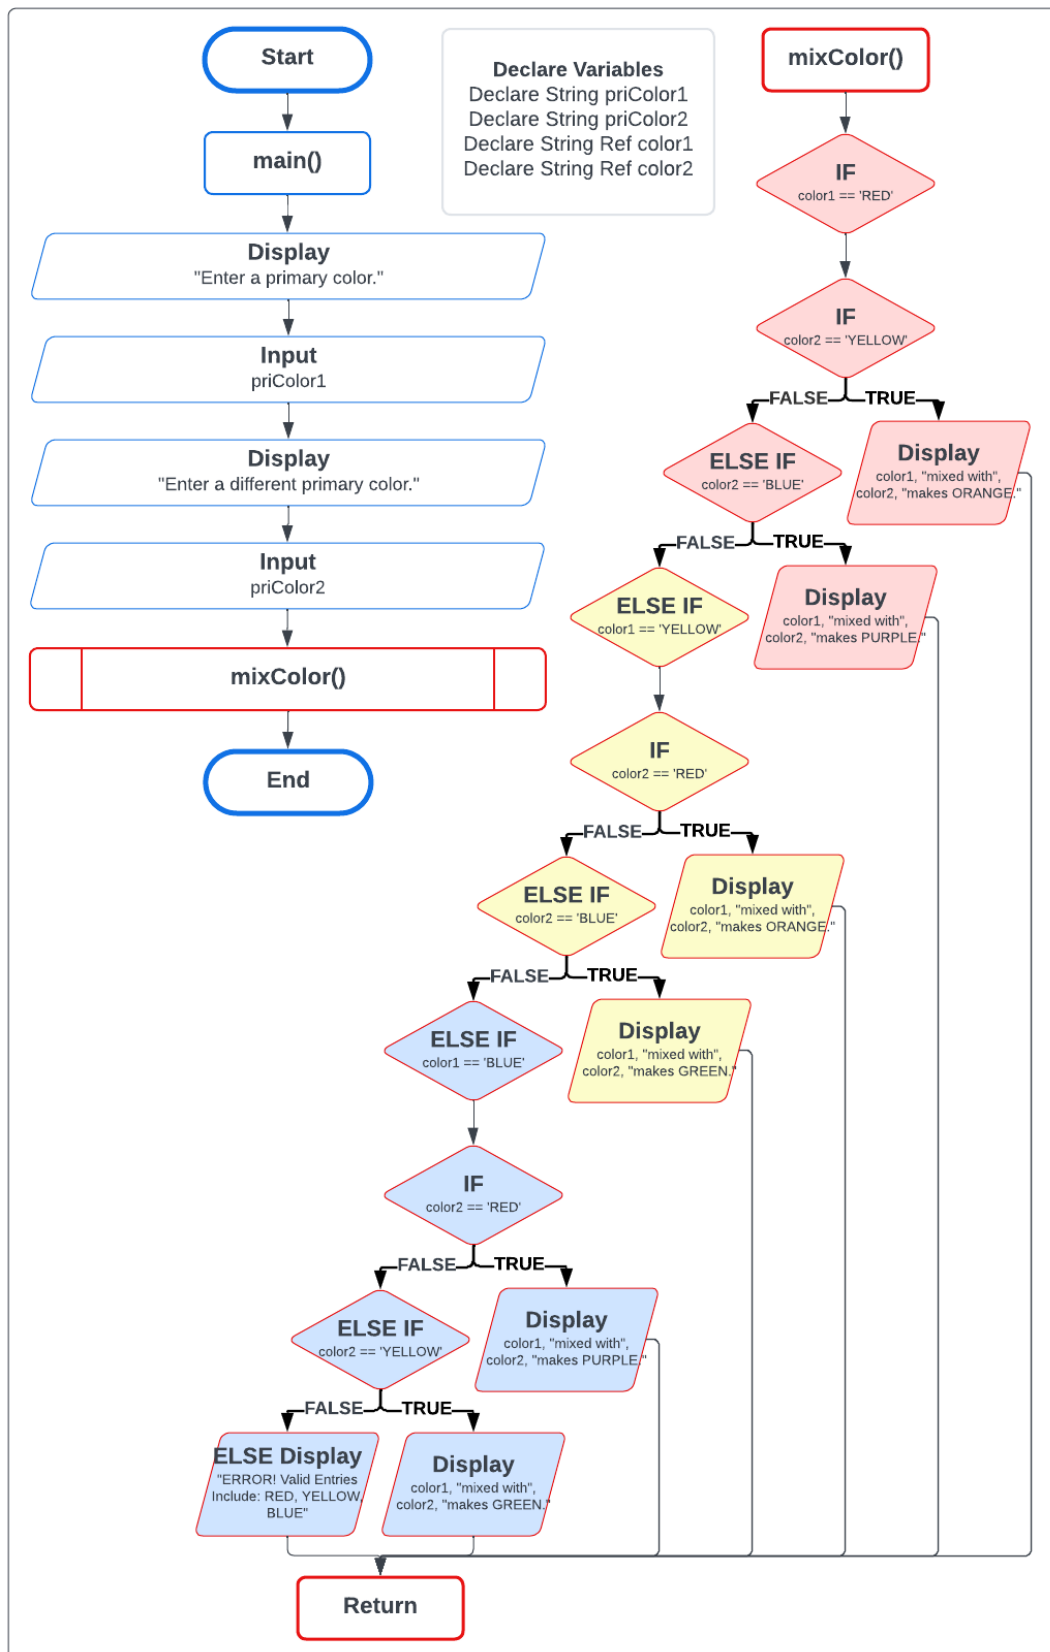 Start
main()
Display
"Enter a primary color."
Input
priColor1
Display
"Enter a different primary color."
Input
priColor2
mixColor()
End
Declare Variables
Declare String priColor1
Declare String priColor2
Declare String Ref color1
Declare String Ref color2
mixColor()
IF
color1 == 'RED'
IF
color2 == 'YELLOW'
FALSE
TRUE
ELSE IF
color2 == 'BLUE'
Display
color1, "mixed with",
color2, "makes ORANGE."
FALSE
TRUE
ELSE IF
color1 == 'YELLOW'
Display
color1, "mixed with",
color2, "makes PURPLE."
IF
color2 == 'RED'
FALSE
TRUE
ELSE IF
color2 == 'BLUE'
Display
color1, "mixed with",
color2, "makes ORANGE."
FALSE
TRUE
ELSE IF
color1 == 'BLUE'
Display
color1, "mixed with",
color2, "makes GREEN."
IF
color2 == 'RED'
FALSE
TRUE
ELSE IF
color2 == 'YELLOW'
Display
color1, "mixed with",
color2, "makes PURPLE."
FALSE
TRUE
ELSE Display
"ERROR! Valid Entries
Include: RED, YELLOW,
BLUE"
Display
color1, "mixed with",
color2, "makes GREEN."
Return